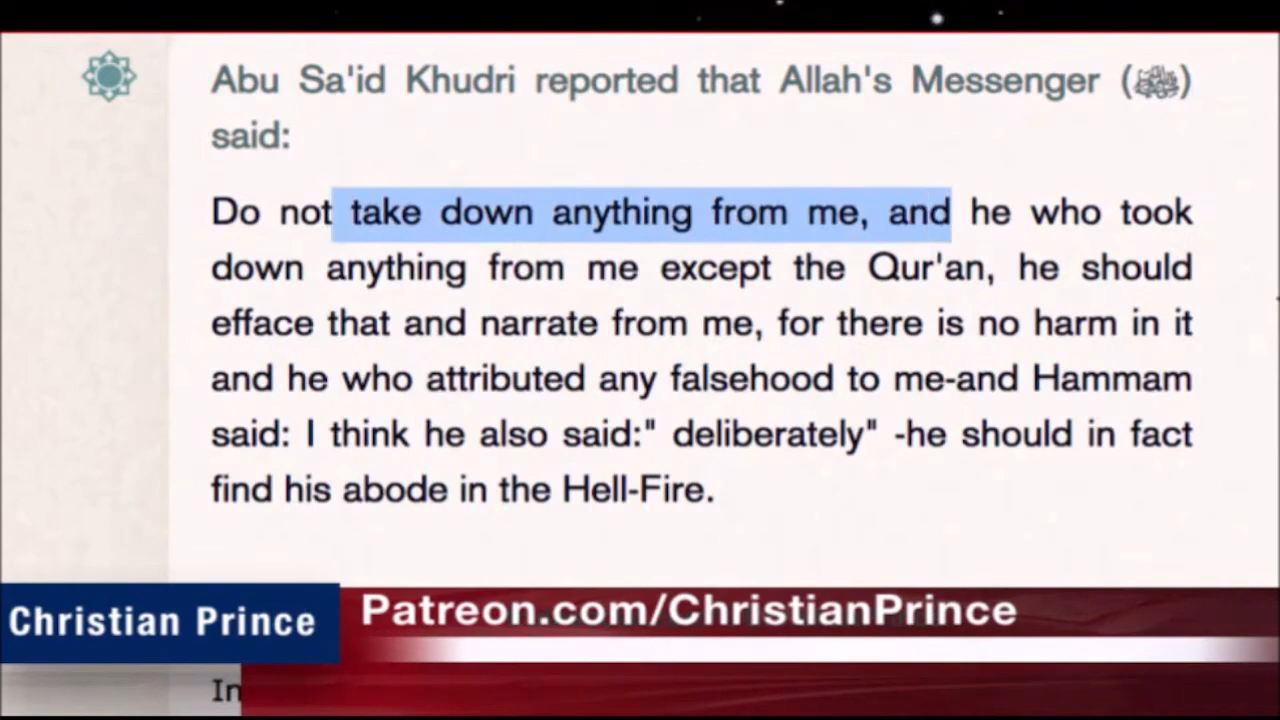 Abu Sa'id Khudri reported that Allah's Messenger (ﷺ)
said:
Do not take down anything from me, and he who took
down anything from me except the Qur'an, he should
efface that and narrate from me, for there is no harm in it
and he who attributed any falsehood to me-and Hammam
said: I think he also said:" deliberately" -he should in fact
find his abode in the Hell-Fire.
Christian Prince
Patreon.com/ChristianPrince
In